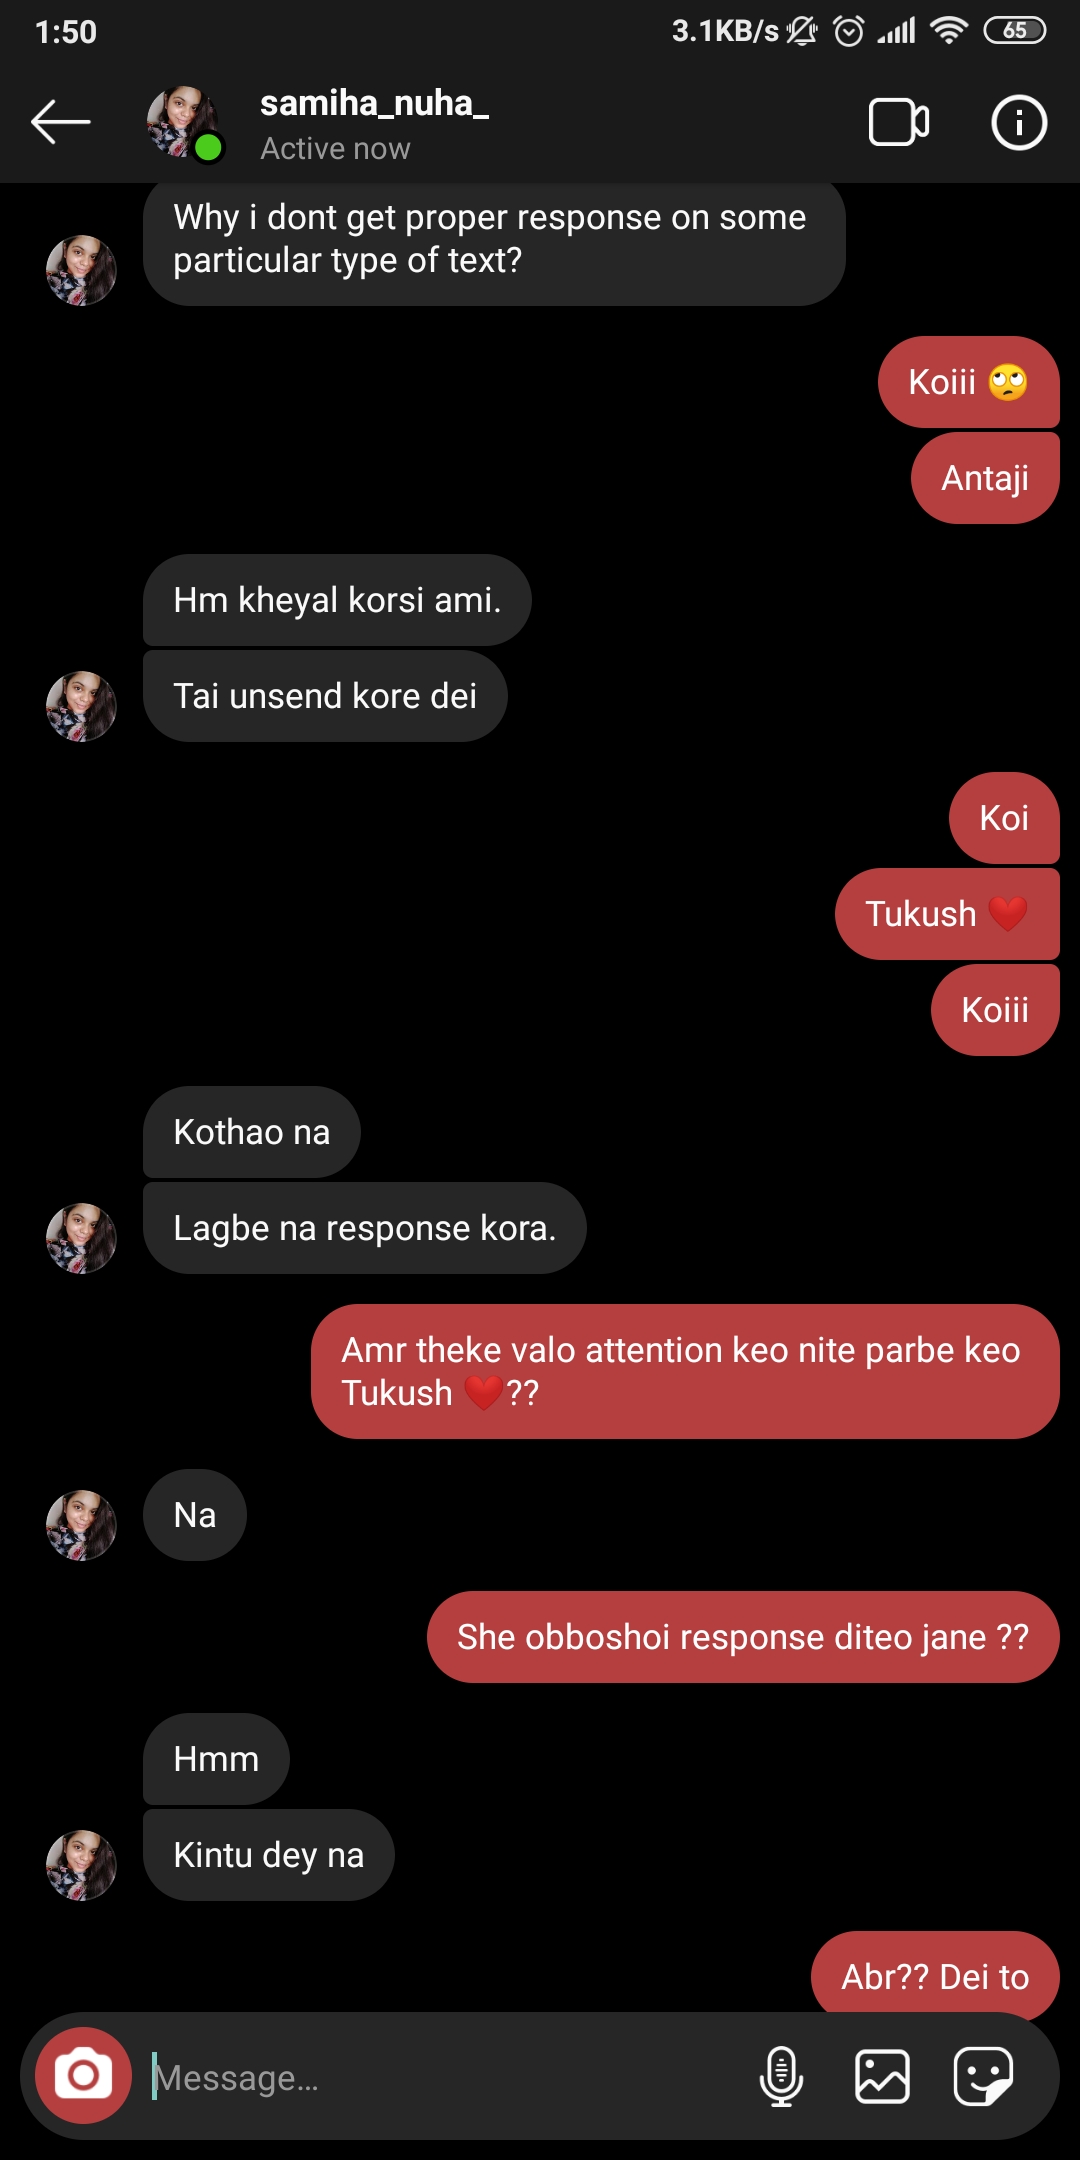 1:50
3.1KB/s
65
samiha_nuha_
Active now
Why i dont get proper response on some
particular type of text?
Koiii 🙄
Antaji
Hm kheyal korsi ami.
Tai unsend kore dei
Koi
Tukush ❤️
Koiii
Kothao na
Lagbe na response kora.
Amr theke valo attention keo nite parbe keo
Tukush ❤️??
Na
She obboshoi response diteo jane ??
Hmm
Kintu dey na
Abr?? Dei to
Message...